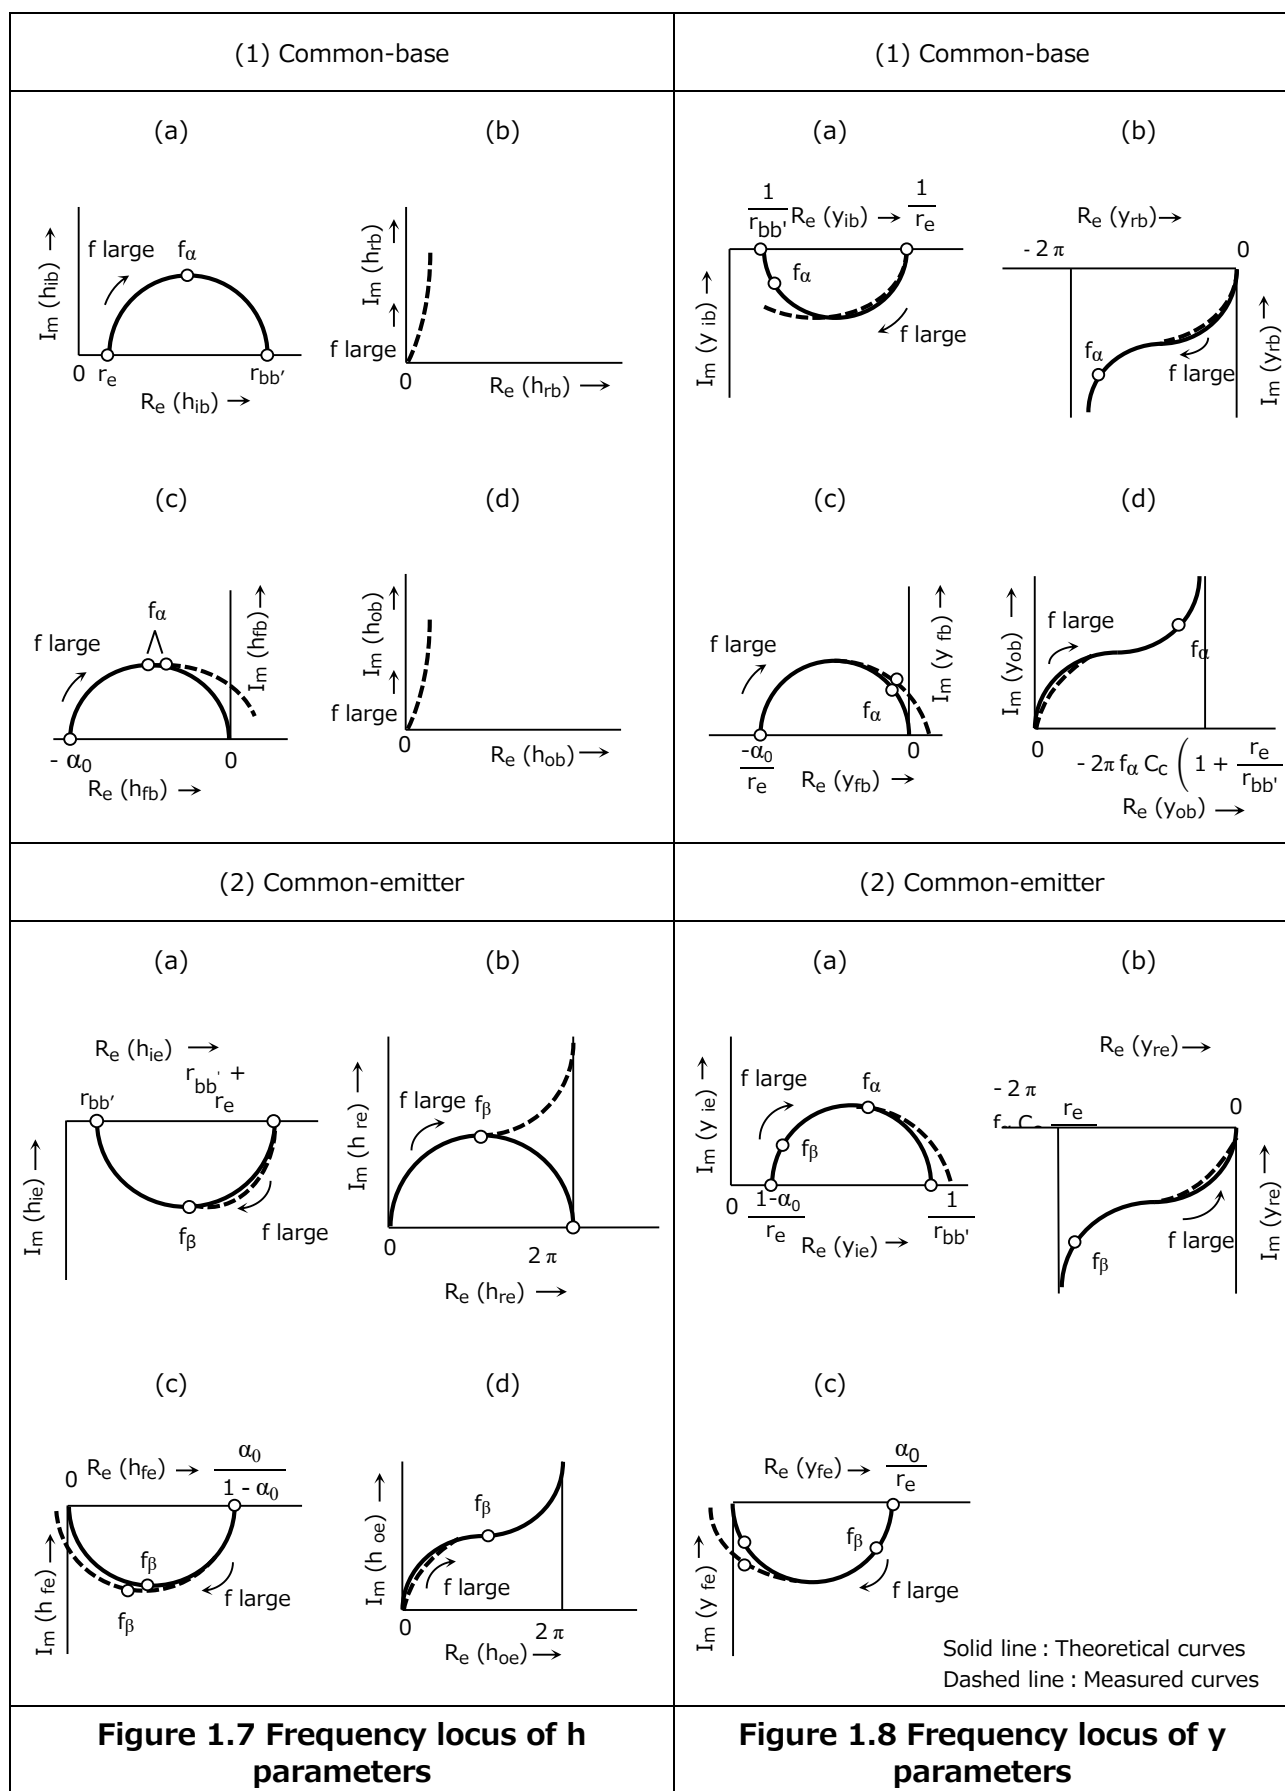 (1) Common-base
(a)
(b)
Im (hib) →
f large
fα
0
re
rbb'
Re (hib) →
Im (hrb) →
f large →
0
Re (hrb) →
(c)
(d)
f large
fα
Im (hfb) →
- α0
0
Re (hfb) →
Im (hob) →
f large →
0
Re (hob) →
(1) Common-base
(a)
(b)
1
rbb'
Re (yib) →
1
re
Im (y ib) →
fα
f large
Re (yrb) →
- 2 π
0
fα
f large
Im (yrb) →
(c)
(d)
f large
fα
Im (y fb) →
-α0
re
0
Re (yfb) →
Im (yob) →
f large
fα
0
- 2π fα Cc ( 1 + re
rbb'
Re (yob) →
(2) Common-emitter
(a)
(b)
Re (hie) →
rbb' +
re
rbb'
Im (hie) →
fβ
f large
Im (h re) →
f large
fβ
0
2 π
Re (hre) →
(c)
(d)
0
Re (hfe) →
α0
1 - α0
Im (h fe) →
fβ
fβ
f large
Im (h oe) →
fβ
f large
0
2 π
Re (hoe) →
(2) Common-emitter
(a)
(b)
Im (y ie) →
f large
fα
fβ
0
1-α0
re
1
rbb'
Re (yie) →
Re (yre) →
- 2 π
re
0
fβ
f large
Im (yre) →
(c)
Re (yfe) →
α0
re
Im (y fe) →
fβ
f large
Solid line : Theoretical curves
Dashed line : Measured curves
Figure 1.7 Frequency locus of h
parameters
Figure 1.8 Frequency locus of y
parameters